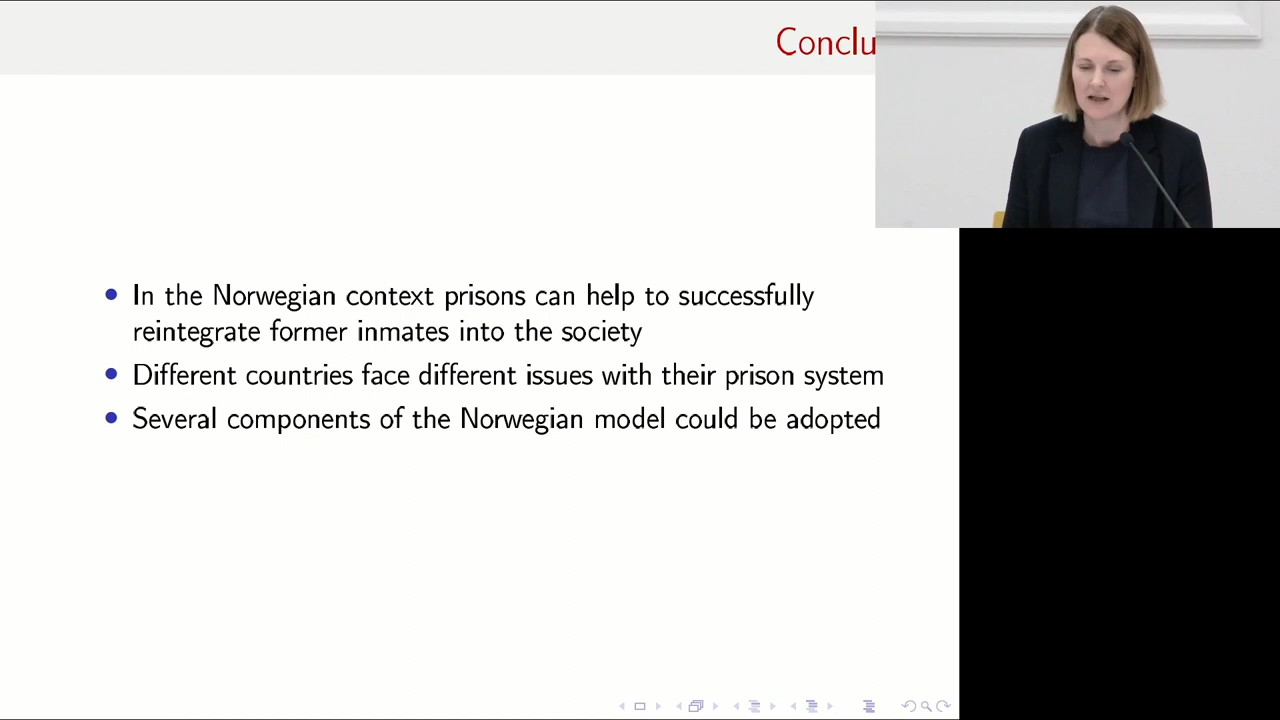 Conclu
• In the Norwegian context prisons can help to successfully
reintegrate former inmates into the society
• Different countries face different issues with their prison system
• Several components of the Norwegian model could be adopted